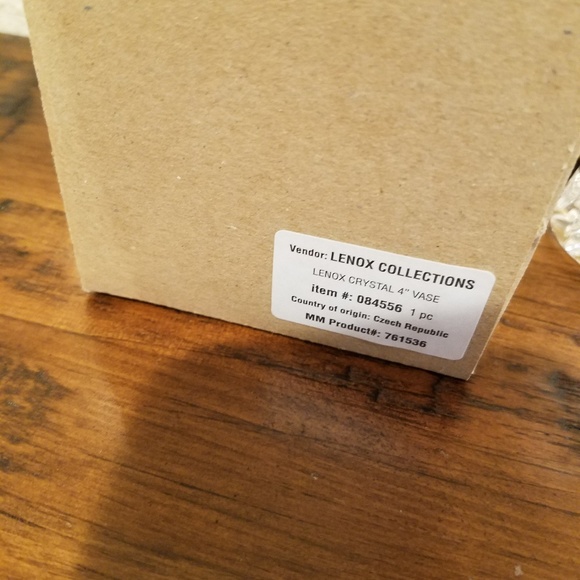 Vendor: LENOX COLLECTIONS
LENOX CRYSTAL 4" VASE
item #: 084556 1 pc
Country of origin: Czech Republic
MM Product#: 761536